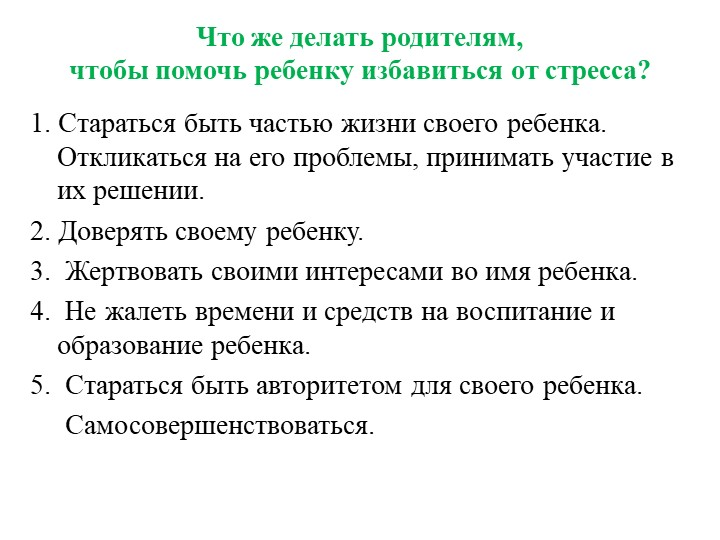 Что же делать родителям,
чтобы помочь ребенку избавиться от стресса?
1. Стараться быть частью жизни своего ребенка.
Откликаться на его проблемы, принимать участие в
их решении.
2. Доверять своему ребенку.
3. Жертвовать своими интересами во имя ребенка.
4. Не жалеть времени и средств на воспитание и
образование ребенка.
5. Стараться быть авторитетом для своего ребенка.
Самосовершенствоваться.